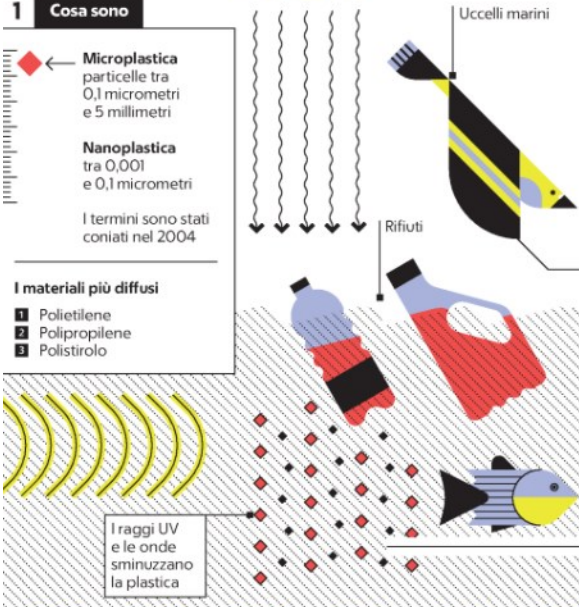 1 Cosa sono
Microplastica
particelle tra
0,1 micrometri
e 5 millimetri
Nanoplastica
tra 0,001
e 0,1 micrometri
I termini sono stati
coniati nel 2004
I materiali più diffusi
1 Polietilene
2 Polipropilene
3 Polistirolo
Uccelli marini
Rifiuti
I raggi UV
e le onde
sminuzzano
la plastica